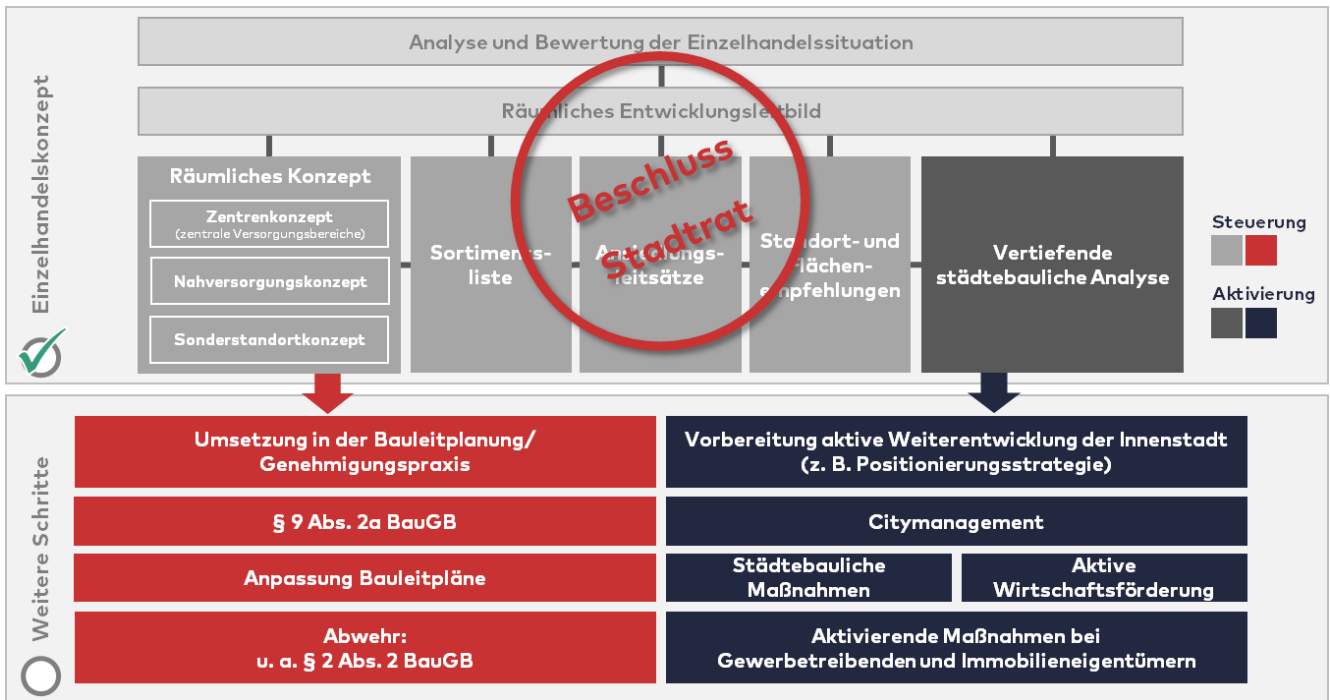 Einzelhandelskonzept
Analyse und Bewertung der Einzelhandelssituation
Räumliches Entwicklungsleitbild
Räumliches Konzept
Zentrenkonzept
(zentrale Versorgungsbereiche)
Nahversorgungskonzept
Sonderstandortkonzept
Sortiments-
liste
Ansiedlungs-
leitsätze
Standort- und
Flächen-
empfehlungen
Vertiefende
städtebauliche Analyse
Beschluss
Stadtrat
Steuerung
Aktivierung
Weitere Schritte
Umsetzung in der Bauleitplanung/
Genehmigungspraxis
§ 9 Abs. 2a BauGB
Anpassung Bauleitpläne
Abwehr:
u. a. § 2 Abs. 2 BauGB
Vorbereitung aktive Weiterentwicklung der Innenstadt
(z. B. Positionierungsstrategie)
Citymanagement
Städtebauliche
Maßnahmen
Aktive
Wirtschaftsförderung
Aktivierende Maßnahmen bei
Gewerbetreibenden und Immobilieneigentümern